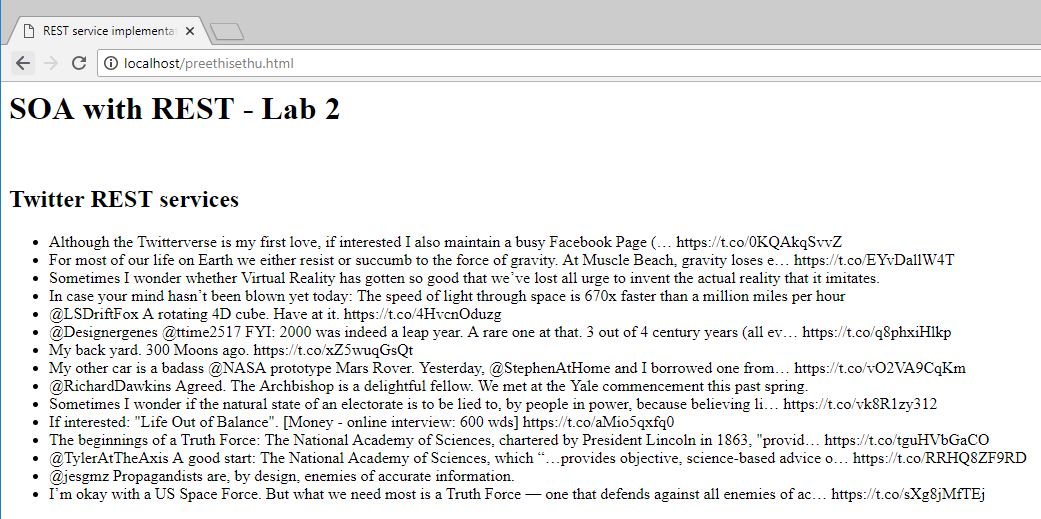 REST service implementa
localhost/preethisethu.html
SOA with REST - Lab 2
Twitter REST services
• Although the Twitterverse is my first love, if interested I also maintain a busy Facebook Page (… https://t.co/0KQAkqSvvZ
• For most of our life on Earth we either resist or succumb to the force of gravity. At Muscle Beach, gravity loses e… https://t.co/EYvDallW4T
• Sometimes I wonder whether Virtual Reality has gotten so good that we’ve lost all urge to invent the actual reality that it imitates.
• In case your mind hasn’t been blown yet today: The speed of light through space is 670x faster than a million miles per hour
• @LSDriftFox A rotating 4D cube. Have at it. https://t.co/4HvcnOduzg
• @Designergenes @ttime2517 FYI: 2000 was indeed a leap year. A rare one at that. 3 out of 4 century years (all ev… https://t.co/q8phxiHlkp
• My back yard. 300 Moons ago. https://t.co/xZ5wuqGsQt
• My other car is a badass @NASA prototype Mars Rover. Yesterday, @StephenAtHome and I borrowed one from… https://t.co/vO2VA9CqKm
• @RichardDawkins Agreed. The Archbishop is a delightful fellow. We met at the Yale commencement this past spring.
• Sometimes I wonder if the natural state of an electorate is to be lied to, by people in power, because believing li… https://t.co/vk8R1zy312
• If interested: "Life Out of Balance". [Money - online interview: 600 wds] https://t.co/aMio5qxfq0
• The beginnings of a Truth Force: The National Academy of Sciences, chartered by President Lincoln in 1863, "provid… https://t.co/tguHVbGaCO
• @TylerAtTheAxis A good start: The National Academy of Sciences, which “…provides objective, science-based advice o… https://t.co/RRHQ8ZF9RD
• @jesgmz Propagandists are, by design, enemies of accurate information.
• I’m okay with a US Space Force. But what we need most is a Truth Force — one that defends against all enemies of ac… https://t.co/sXg8jMfTEj